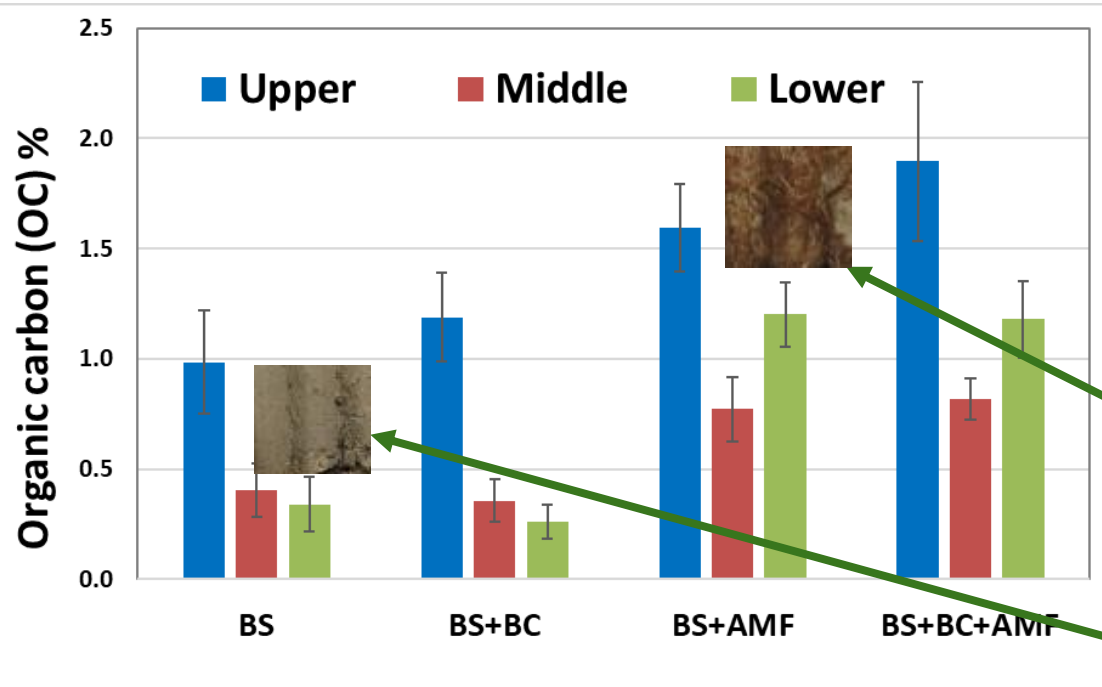 2.5
Upper Middle Lower
2.0
1.5
1.0
0.5
0.0
Organic carbon (OC) %
BS BS+BC BS+AMF BS+BC+AMF